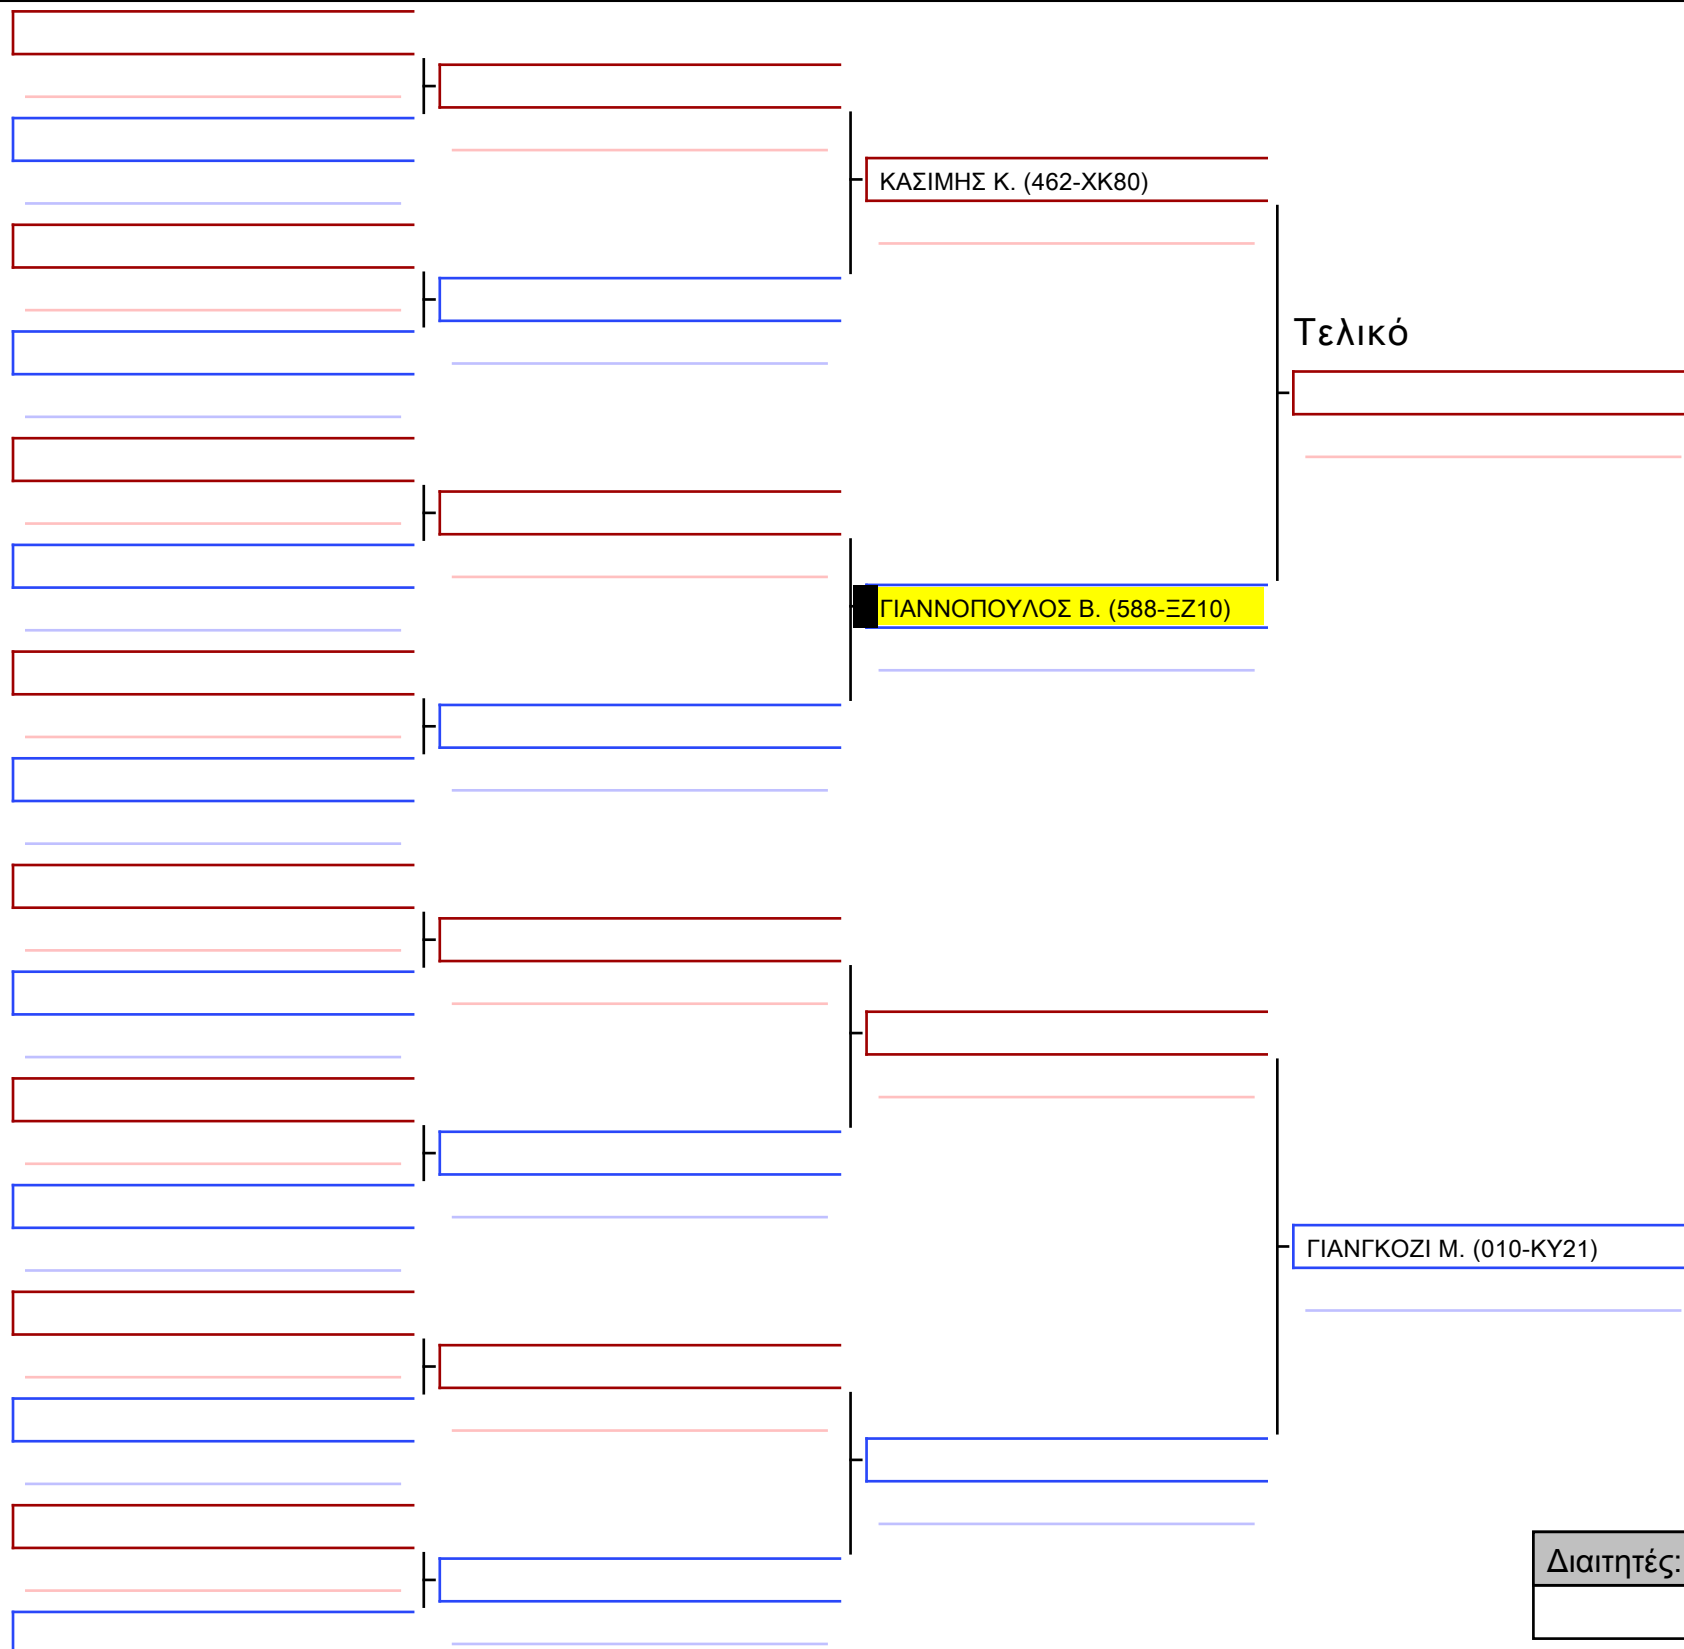 ΚΑΣΙΜΗΣ Κ. (462-ΧΚ80)
Τελικό
ΓΙΑΝΝΟΠΟΥΛΟΣ Β. (588-ΞΖ10)
ΓΙΑΝΓΚΟΖΙ Μ. (010-ΚΥ21)
Διαιτητές: